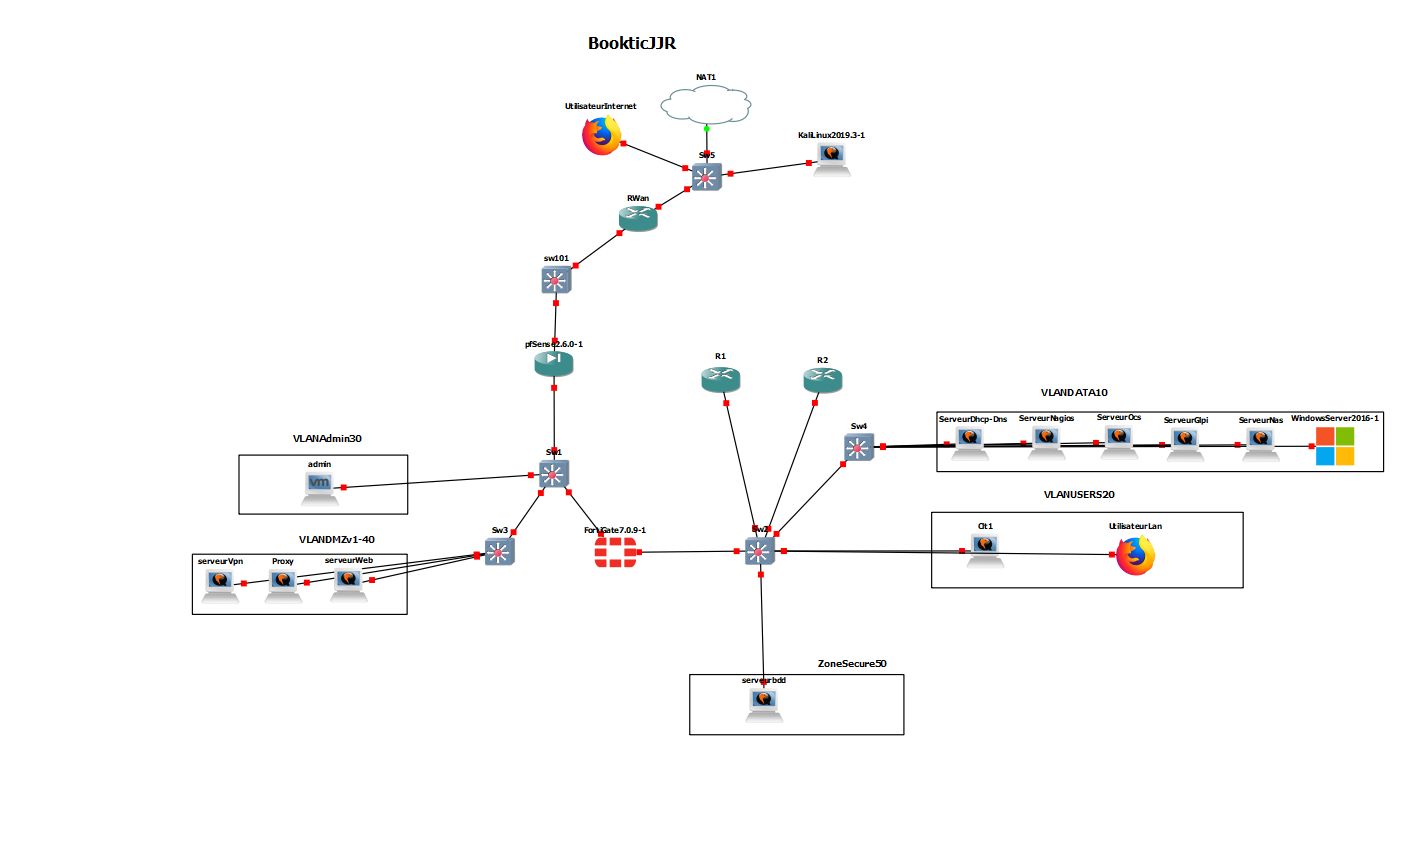 BookticJJR
NAT1
UtilisateurInternet
KaliLinux2019.3-1
Sw5
RWan
sw101
pfSense2.6.0-1
R1
R2
VLANDATA10
ServeurDhcp-Dns
ServeurNagios
ServeurOcs
ServeurGlpi
ServeurNas
WindowsServer2016-1
Sw4
VLANAdmin30
admin
vm
Sw1
VLANUSERS20
Clt1
UtilisateurLan
Sw3
FortiGate7.0.9-1
Sw2
VLANDMZv1-40
serveurVpn
Proxy
serveurWeb
ZoneSecure50
serveurbdd